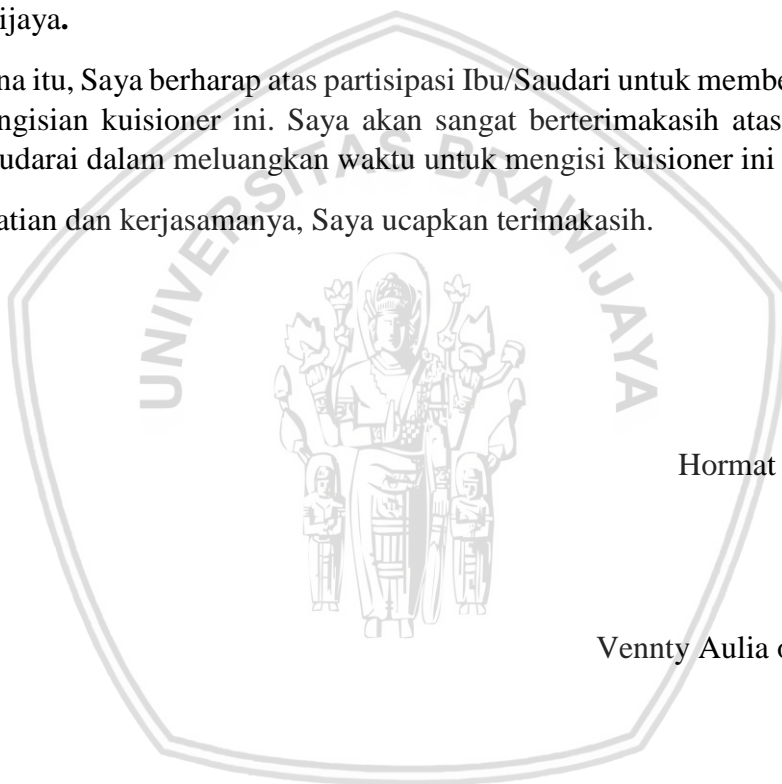 ijaya.
na itu, Saya berharap atas partisipasi Ibu/Saudari untuk membe
ngisian kuisioner ini. Saya akan sangat berterimakasih atas
udarai dalam meluangkan waktu untuk mengisi kuisioner ini
atian dan kerjasamanya, Saya ucapkan terimakasih.
UNIVERSITAS BRAWIJAYA
Hormat
Vennty Aulia